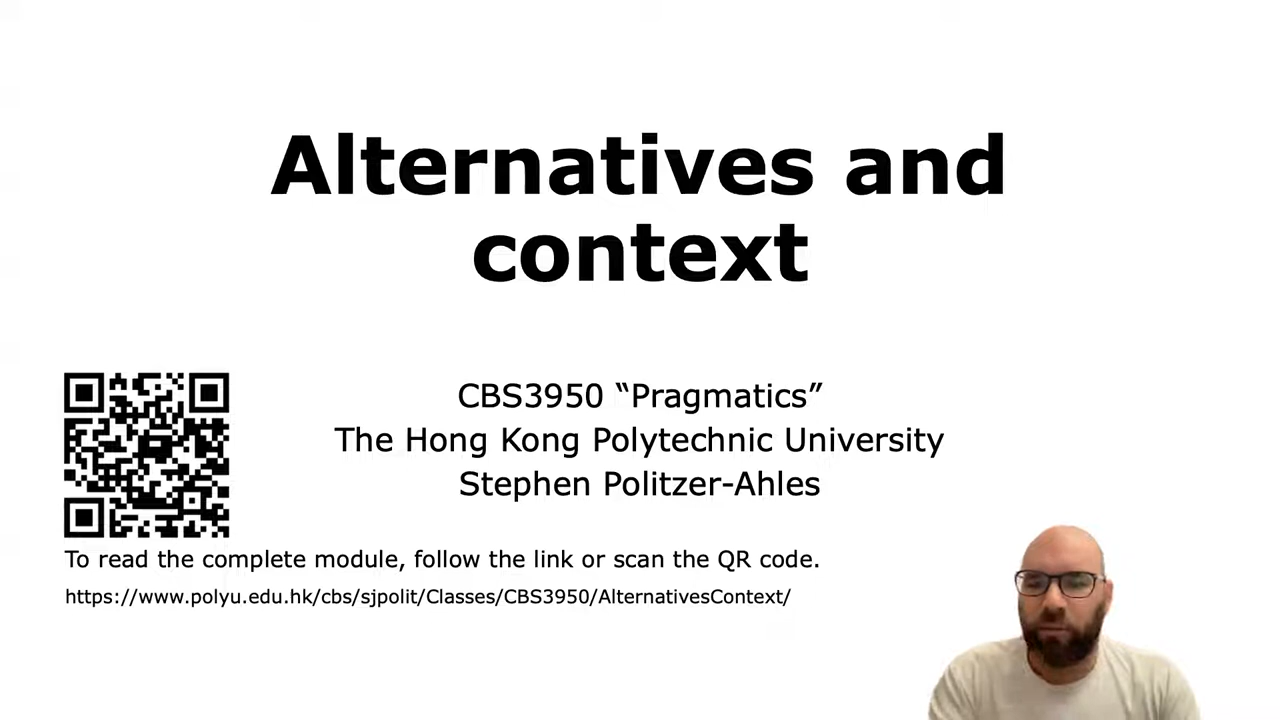 Alternatives and
context
CBS3950 “Pragmatics”
The Hong Kong Polytechnic University
Stephen Politzer-Ahles
To read the complete module, follow the link or scan the QR code.
https://www.polyu.edu.hk/cbs/sjpolit/Classes/CBS3950/AlternativesContext/